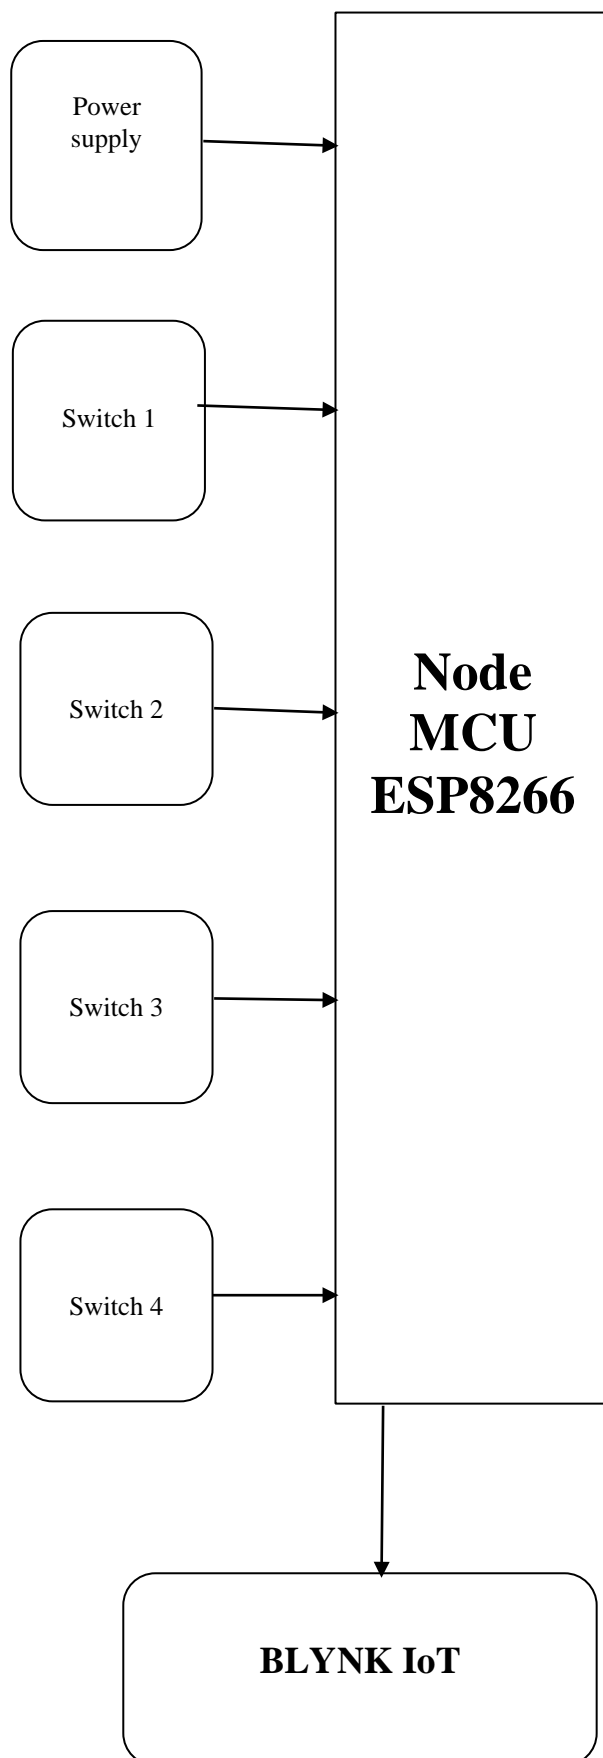 Power
supply
Switch 1
Switch 2
Node
MCU
ESP8266
Switch 3
Switch 4
BLYNK IoT